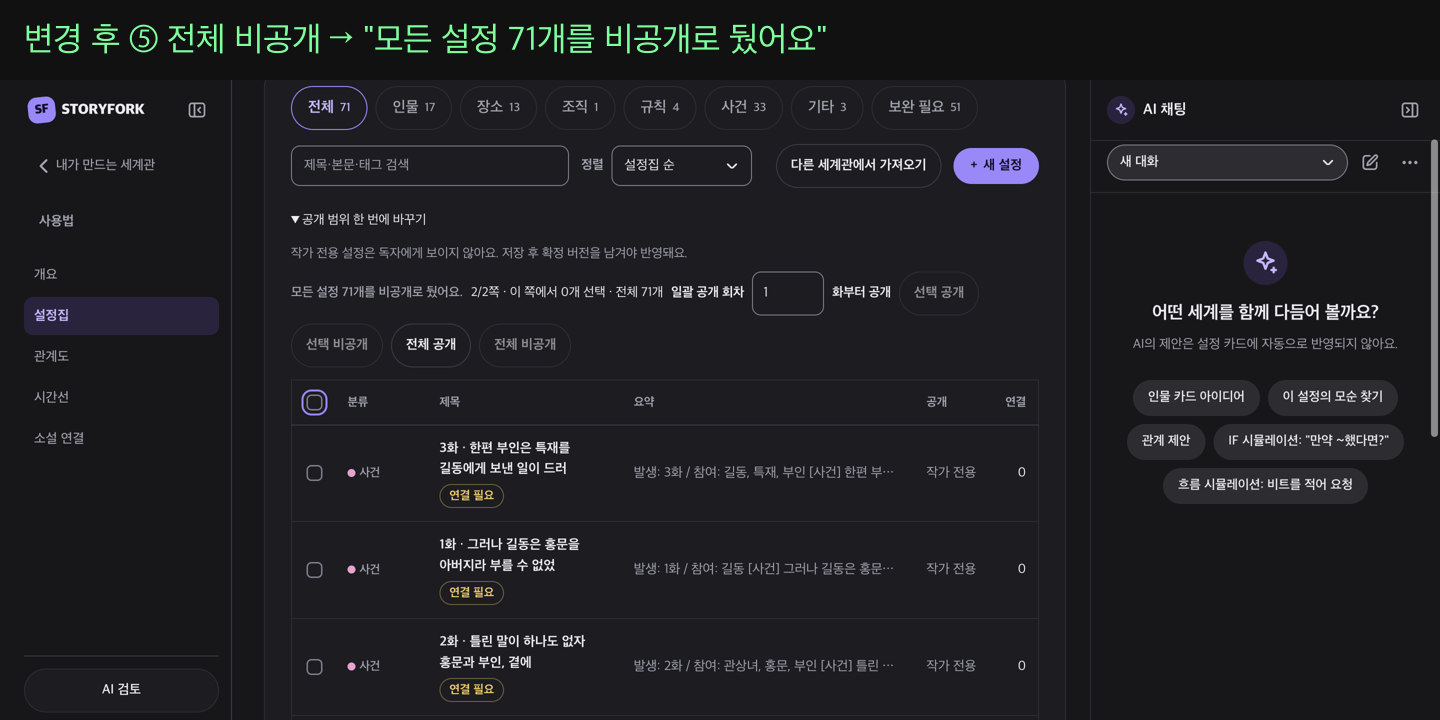 변경 후 ⑤ 전체 비공개 → "모든 설정 71개를 비공개로 뒀어요"
SF STORYFORK
내가 만드는 세계관
사용법
개요
설정집
관계도
시간선
소설 연결
AI 검토
전체 71 인물 17 장소 13 조직 1 규칙 4 사건 33 기타 3 보완 필요 51
제목·본문·태그 검색 정렬 설정집 순 다른 세계관에서 가져오기 + 새 설정
▼ 공개 범위 한 번에 바꾸기
작가 전용 설정은 독자에게 보이지 않아요. 저장 후 확정 버전을 남겨야 반영돼요.
모든 설정 71개를 비공개로 뒀어요. 2/2쪽 · 이 쪽에서 0개 선택 · 전체 71개 일괄 공개 회차 1 화부터 공개 선택 공개
선택 비공개 전체 공개 전체 비공개
분류 제목 요약 공개 연결
3화 · 한편 부인은 특재를
길동에게 보낸 일이 드러
사건 발생: 3화 / 참여: 길동, 특재, 부인 [사건] 한편 부… 작가 전용 0
연결 필요
1화 · 그러나 길동은 홍문을
아버지라 부를 수 없었
사건 발생: 1화 / 참여: 길동 [사건] 그러나 길동은 홍문… 작가 전용 0
연결 필요
2화 · 틀린 말이 하나도 없자
홍문과 부인, 곁에
사건 발생: 2화 / 참여: 관상녀, 홍문, 부인 [사건] 틀린 … 작가 전용 0
연결 필요
AI 채팅
새 대화
어떤 세계를 함께 다듬어 볼까요?
AI의 제안은 설정 카드에 자동으로 반영되지 않아요.
인물 카드 아이디어 이 설정의 모순 찾기
관계 제안 IF 시뮬레이션: "만약 ~했다면?"
흐름 시뮬레이션: 비트를 적어 요청